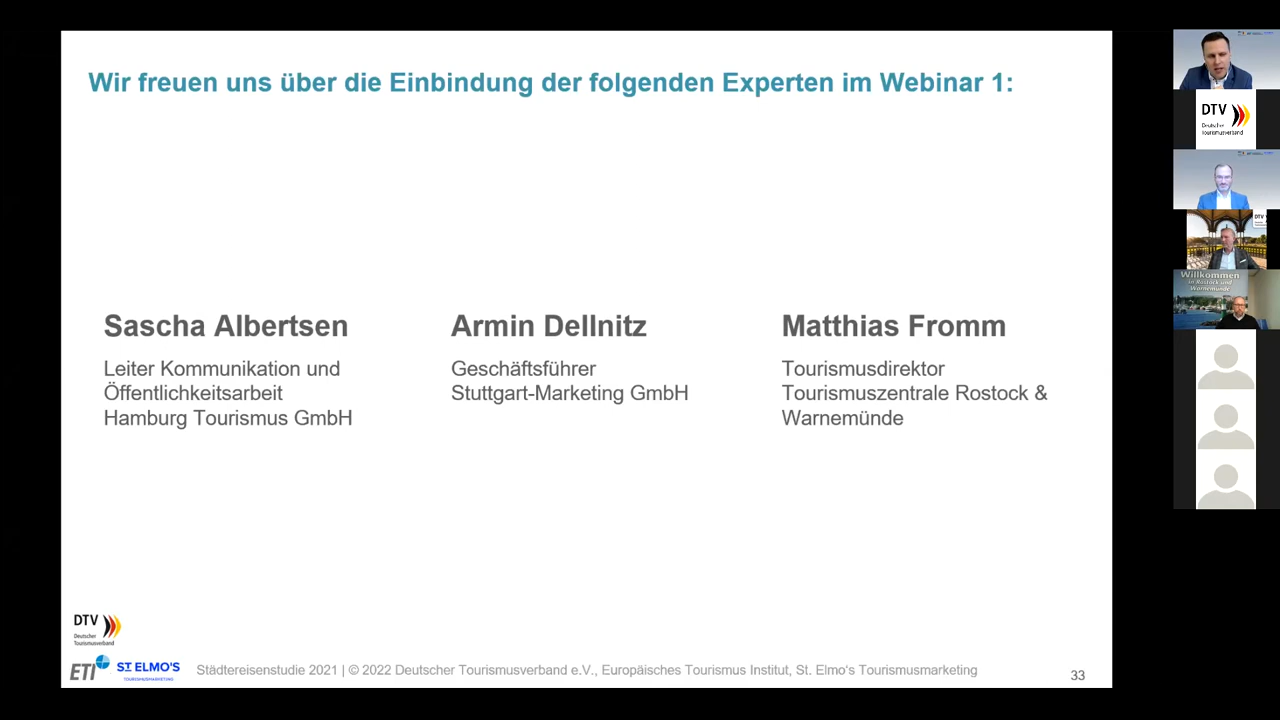 Wir freuen uns über die Einbindung der folgenden Experten im Webinar 1:
Sascha Albertsen
Leiter Kommunikation und
Öffentlichkeitsarbeit
Hamburg Tourismus GmbH
Armin Dellnitz
Geschäftsführer
Stuttgart-Marketing GmbH
Matthias Fromm
Tourismusdirektor
Tourismuszentrale Rostock &
Warnemünde
DTV
Deutscher
Tourismusverband
ETI
ST. ELMO'S
TOURISMUSMARKETING
Städtereisenstudie 2021 | © 2022 Deutscher Tourismusverband e.V., Europäisches Tourismus Institut, St. Elmo's Tourismusmarketing
33
DTV
Deutscher
Tourismusverband
DTV
Willkommen
in Rostock und
Warnemünde